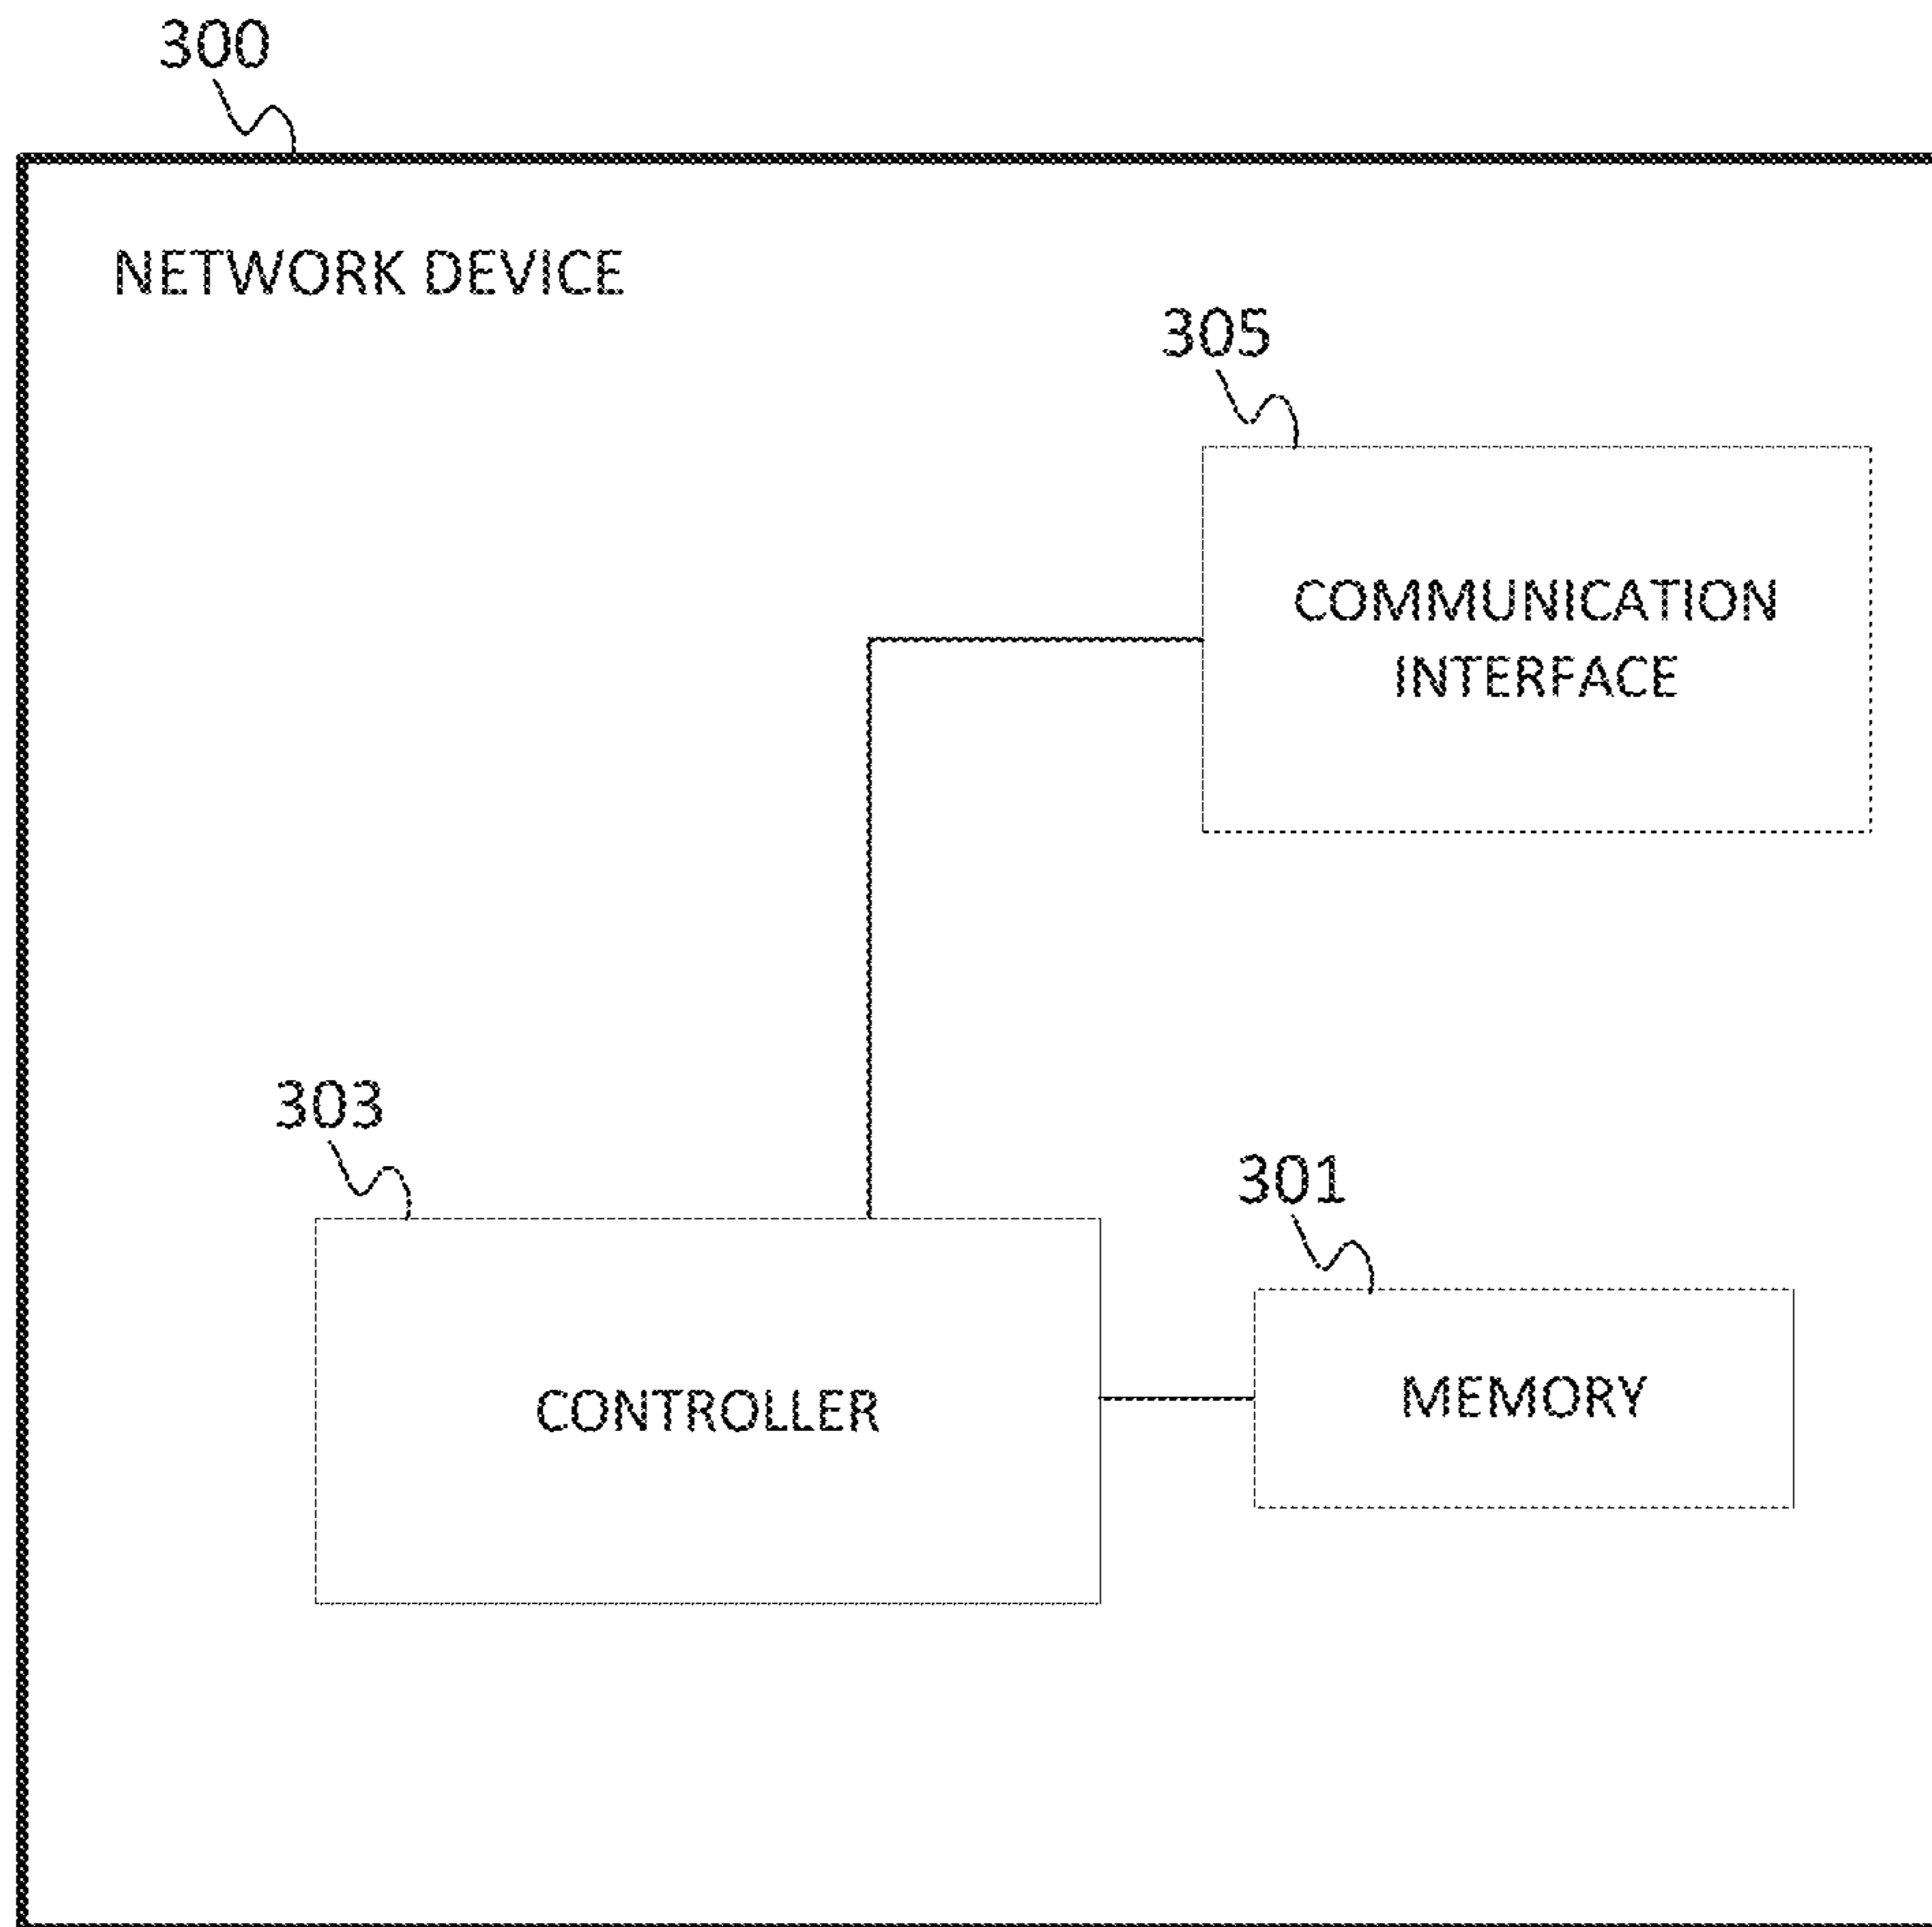 300
NETWORK DEVICE
305
COMMUNICATION
INTERFACE
303
301
CONTROLLER
MEMORY